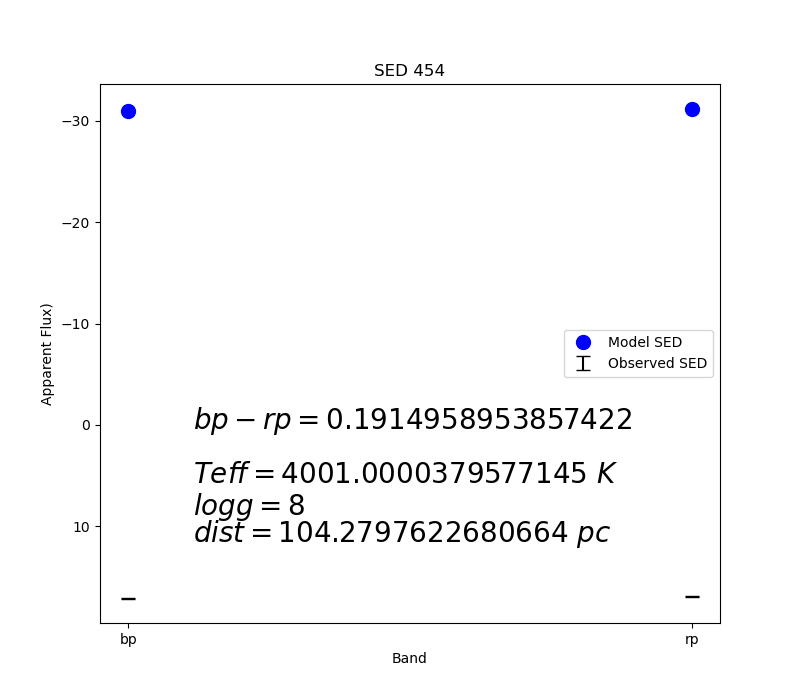 SED 454
−30
−20
−10
0
10
Apparent Flux)
Model SED
Observed SED
bp − rp = 0.1914958953857422
Teff = 4001.0000379577145 K
logg = 8
dist = 104.2797622680664 pc
bp
rp
Band